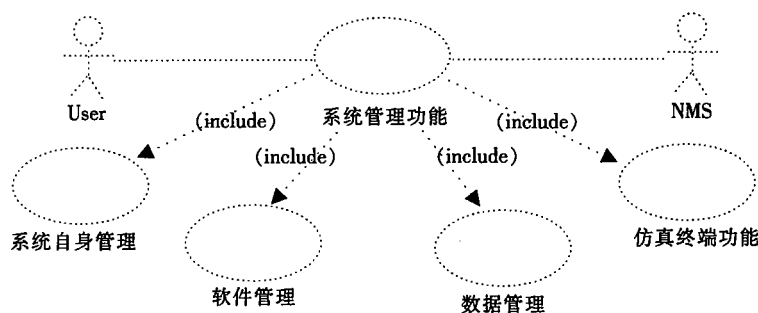 User
系统管理功能
NMS
(include)
(include)
(include)
(include)
系统自身管理
软件管理
数据管理
仿真终端功能